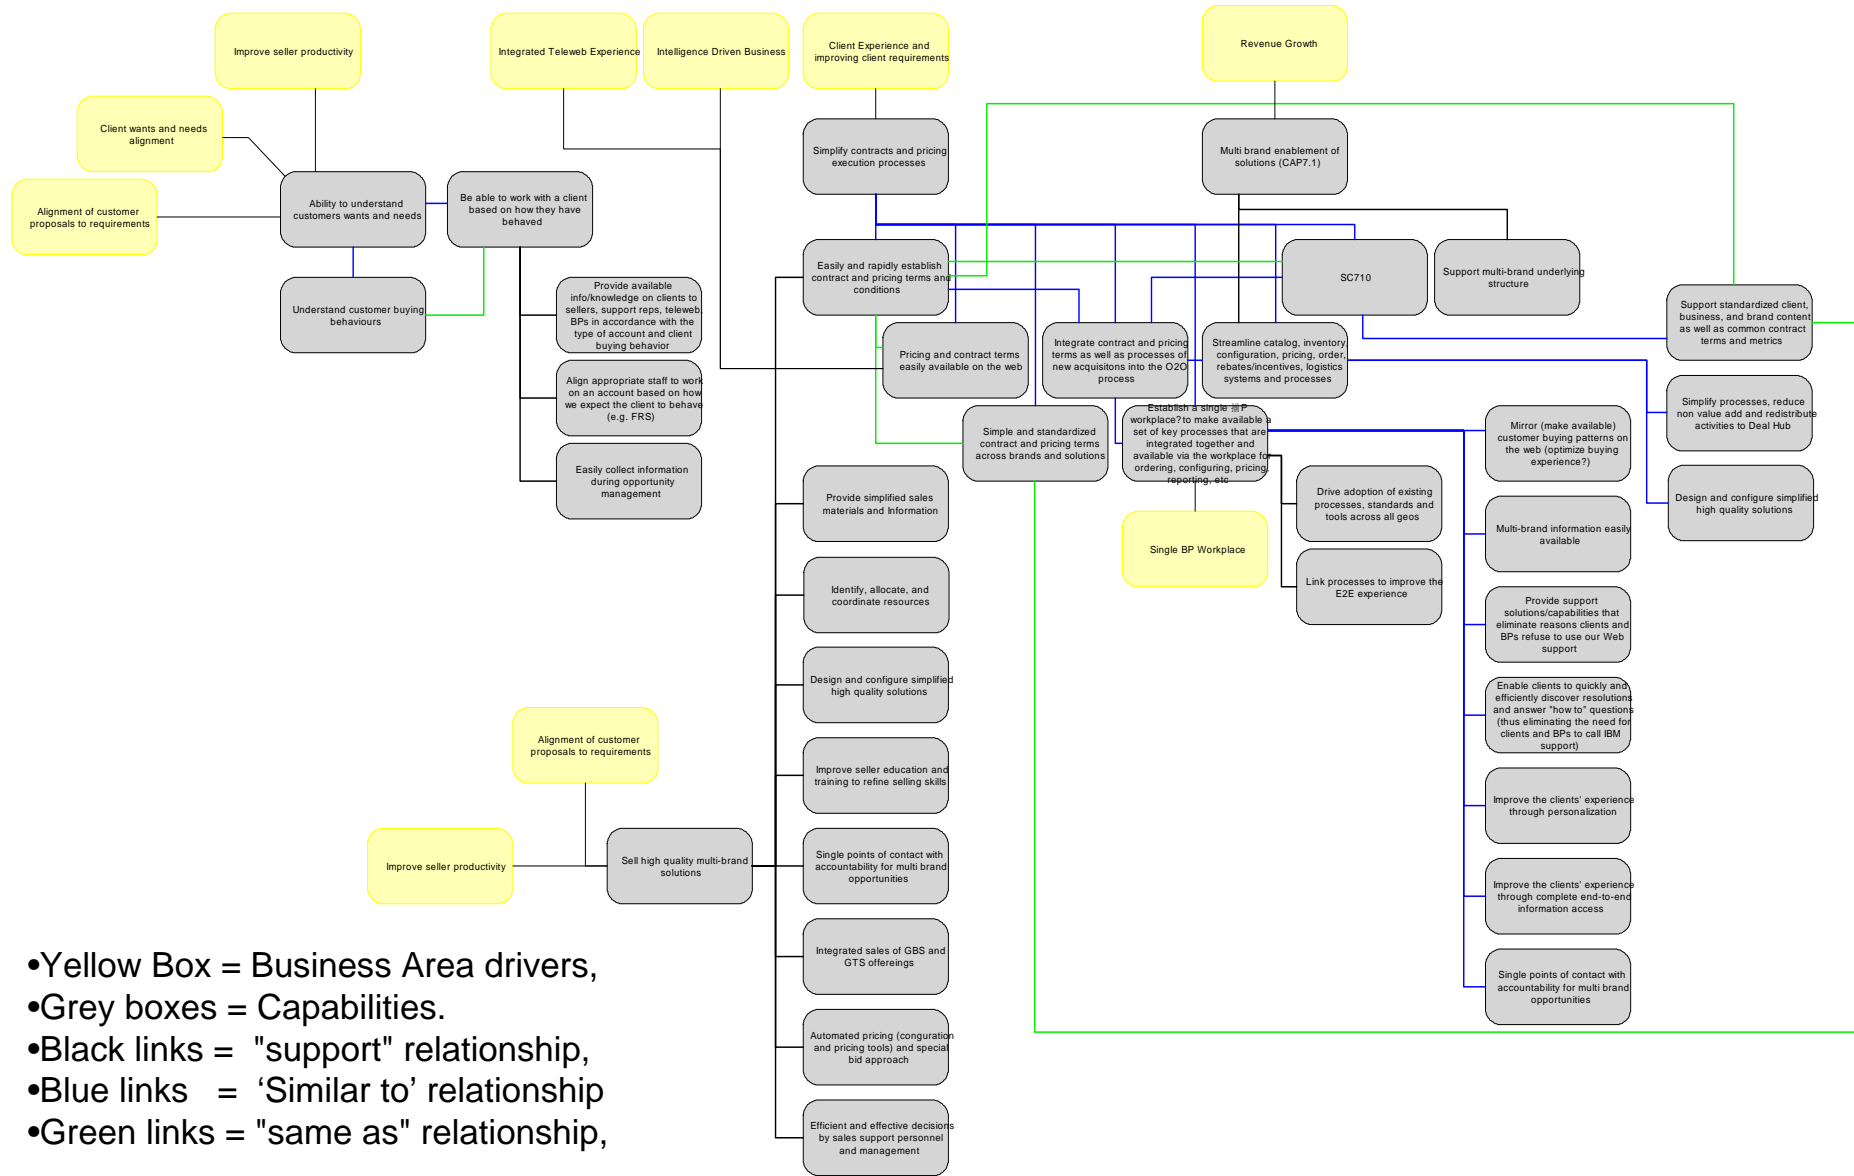 Improve seller productivity
Integrated Teleweb Experience
Intelligence Driven Business
Client Experience and
improving client requirements
Revenue Growth
Client wants and needs
alignment
Simplify contracts and pricing
execution processes
Multi brand enablement of
solutions (CAP7.1)
Alignment of customer
proposals to requirements
Ability to understand
customers wants and needs
Be able to work with a client
based on how they have
behaved
Easily and rapidly establish
contract and pricing terms and
conditions
SC710
Support multi-brand underlying
structure
Understand customer buying
behaviours
Provide available
info/knowledge on clients to
sellers, support reps, teleweb,
BPs in accordance with the
type of account and client
buying behavior
Support standardized client,
business, and brand content
as well as common contract
terms and metrics
Pricing and contract terms
easily available on the web
Integrate contract and pricing
terms as well as processes of
new acquisitons into the O2O
process
Streamline catalog, inventory,
configuration, pricing, order,
rebates/incentives, logistics
systems and processes
Align appropriate staff to work
on an account based on how
we expect the client to behave
(e.g. FRS)
Simplify processes, reduce
non value add and redistribute
activities to Deal Hub
Simple and standardized
contract and pricing terms
across brands and solutions
Establish a single P
workplace?to make available a
set of key processes that are
integrated together and
available via the workplace for
ordering, configuring, pricing,
reporting, etc
Mirror (make available)
customer buying patterns on
the web (optimize buying
experience?)
Easily collect information
during opportunity
management
Provide simplified sales
materials and Information
Drive adoption of existing
processes, standards and
tools across all geos
Design and configure simplified
high quality solutions
Multi-brand information easily
available
Single BP Workplace
Identify, allocate, and
coordinate resources
Link processes to improve the
E2E experience
Provide support
solutions/capabilities that
eliminate reasons clients and
BPs refuse to use our Web
support
Design and configure simplified
high quality solutions
Enable clients to quickly and
efficiently discover resolutions
and answer "how to" questions
(thus eliminating the need for
clients and BPs to call IBM
support)
Alignment of customer
proposals to requirements
Improve seller education and
training to refine selling skills
Improve the clients' experience
through personalization
Improve seller productivity
Sell high quality multi-brand
solutions
Single points of contact with
accountability for multi brand
opportunities
Improve the clients' experience
through complete end-to-end
information access
Integrated sales of GBS and
GTS offereings
Single points of contact with
accountability for multi brand
opportunities
Automated pricing (conguration
and pricing tools) and special
bid approach
Efficient and effective decisions
by sales support personnel
and management
•Yellow Box = Business Area drivers,
•Grey boxes = Capabilities.
•Black links = "support" relationship,
•Blue links = ‘Similar to’ relationship
•Green links = "same as" relationship,